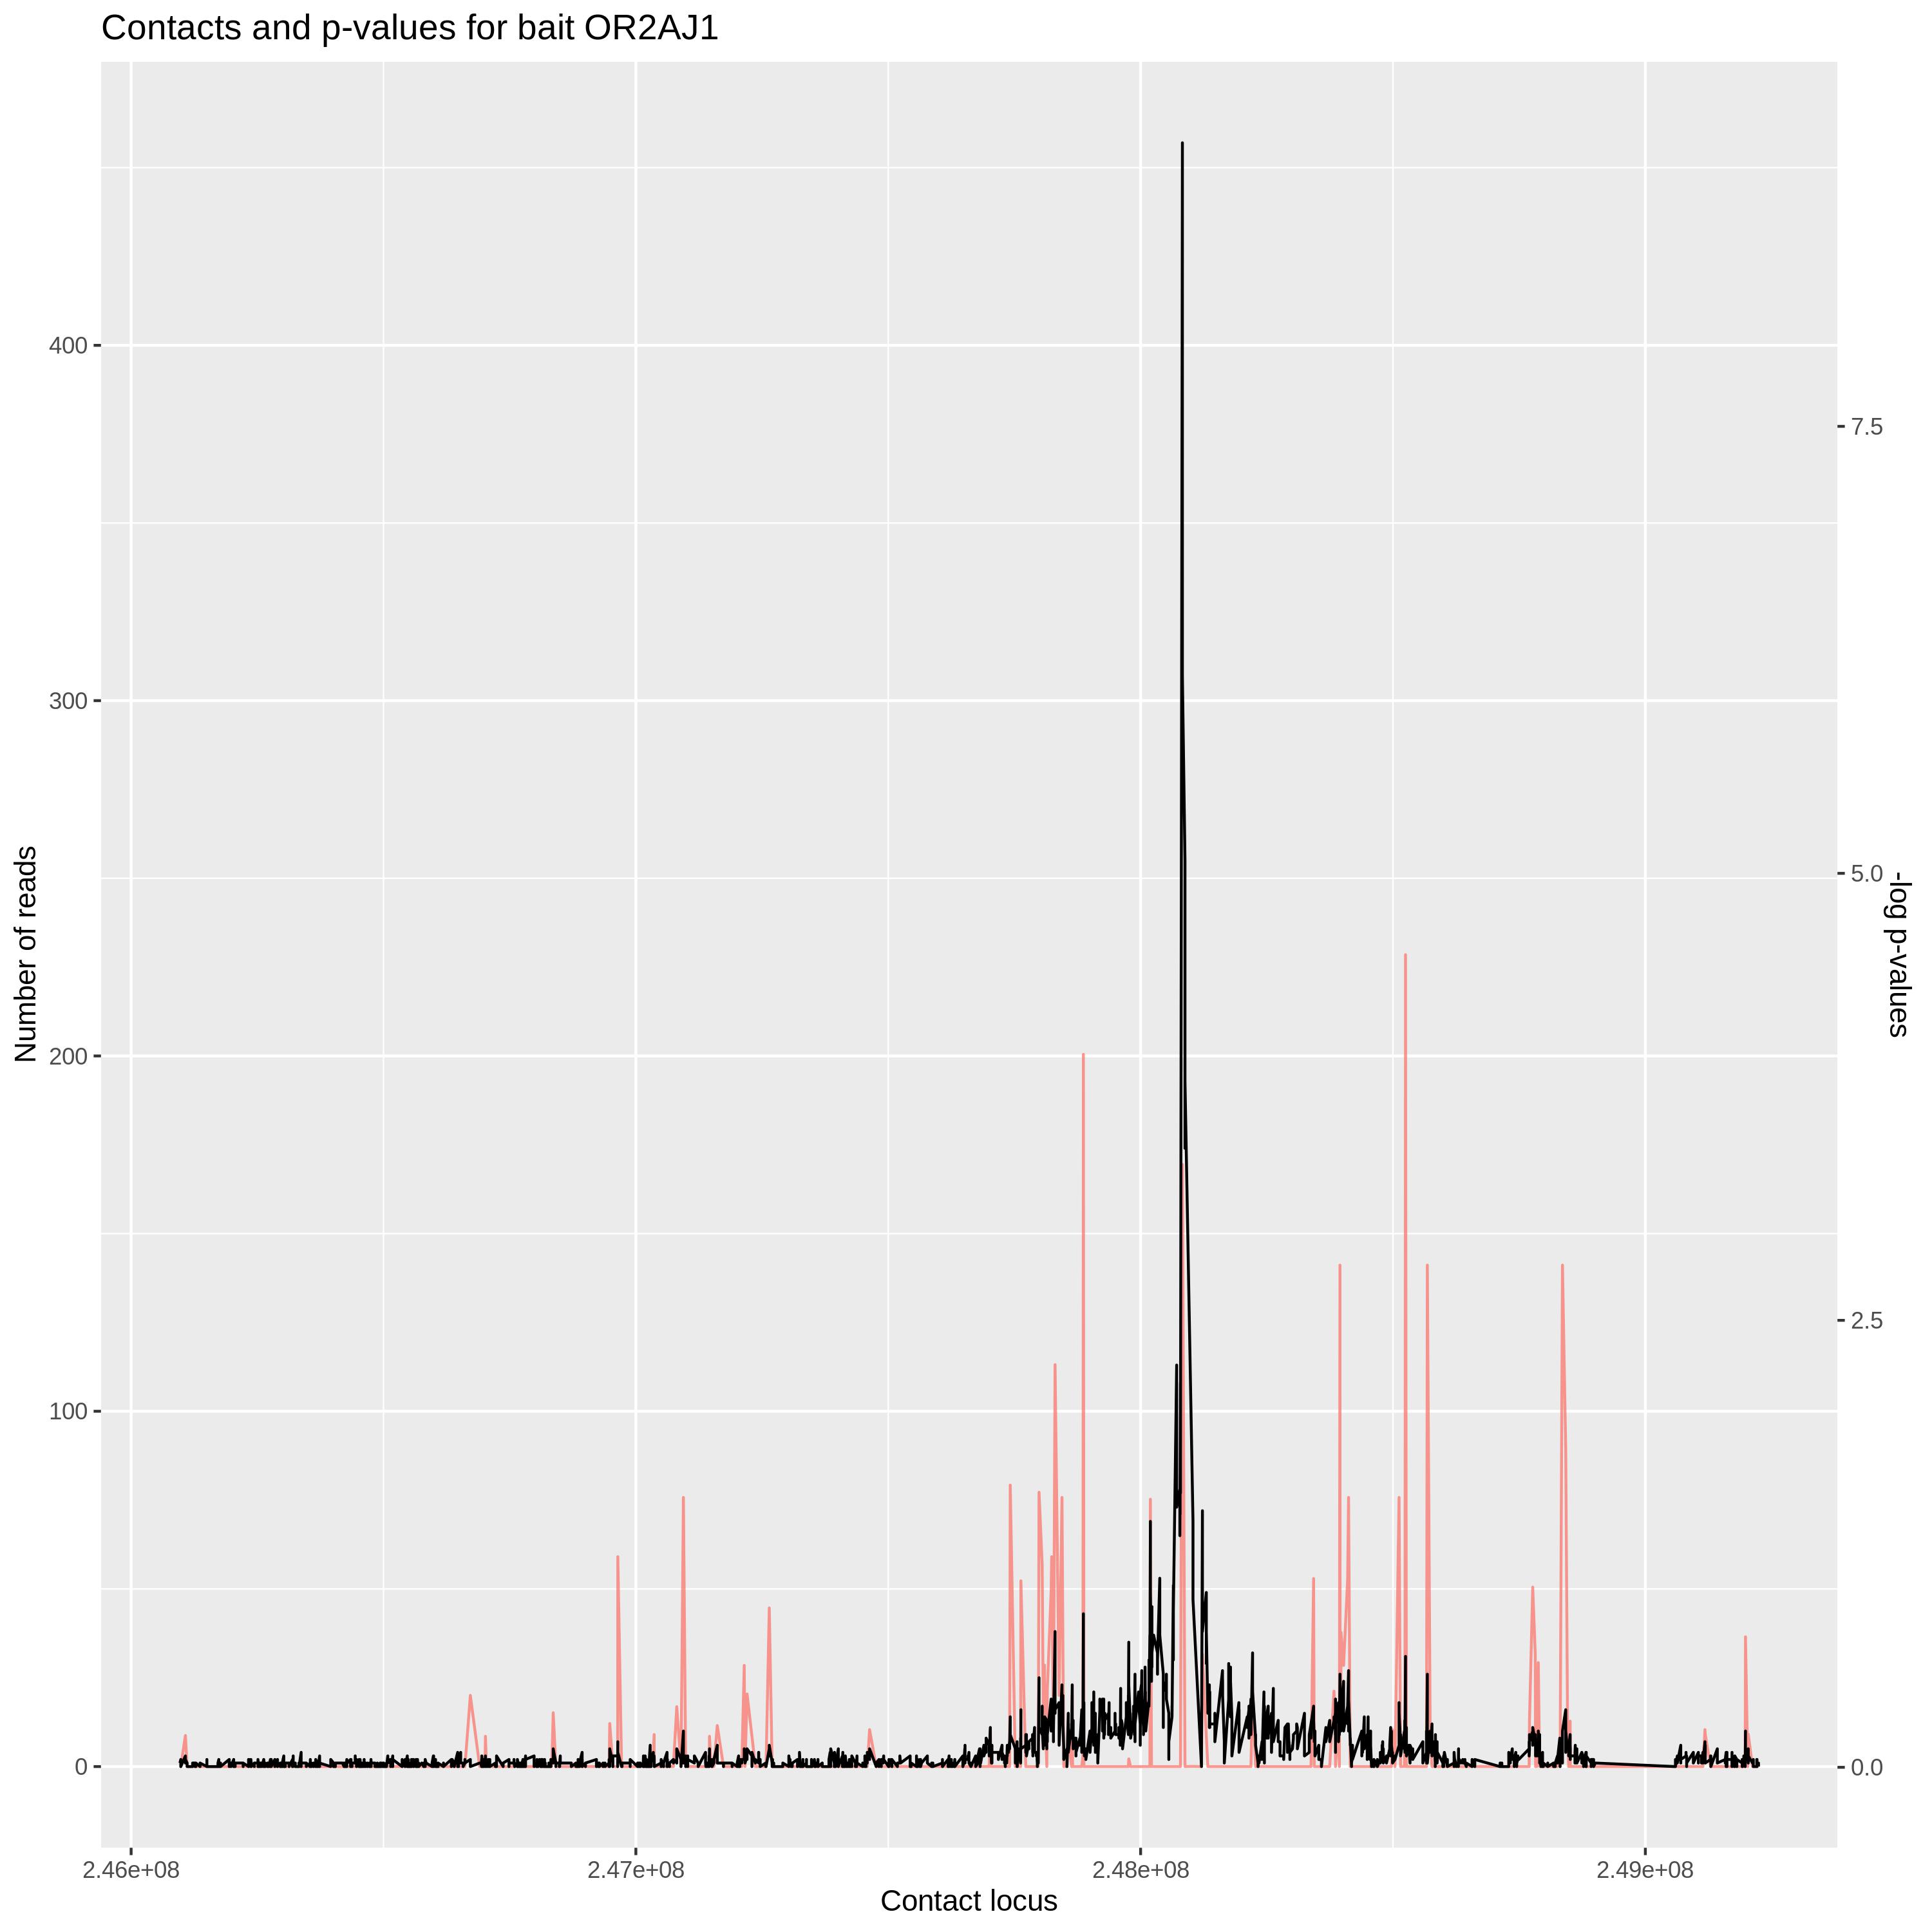 Contacts and p-values for bait OR2AJ1
400
300
200
100
0
Number of reads
7.5
5.0
2.5
0.0
-log p-values
2.46e+08
2.47e+08
2.48e+08
2.49e+08
Contact locus